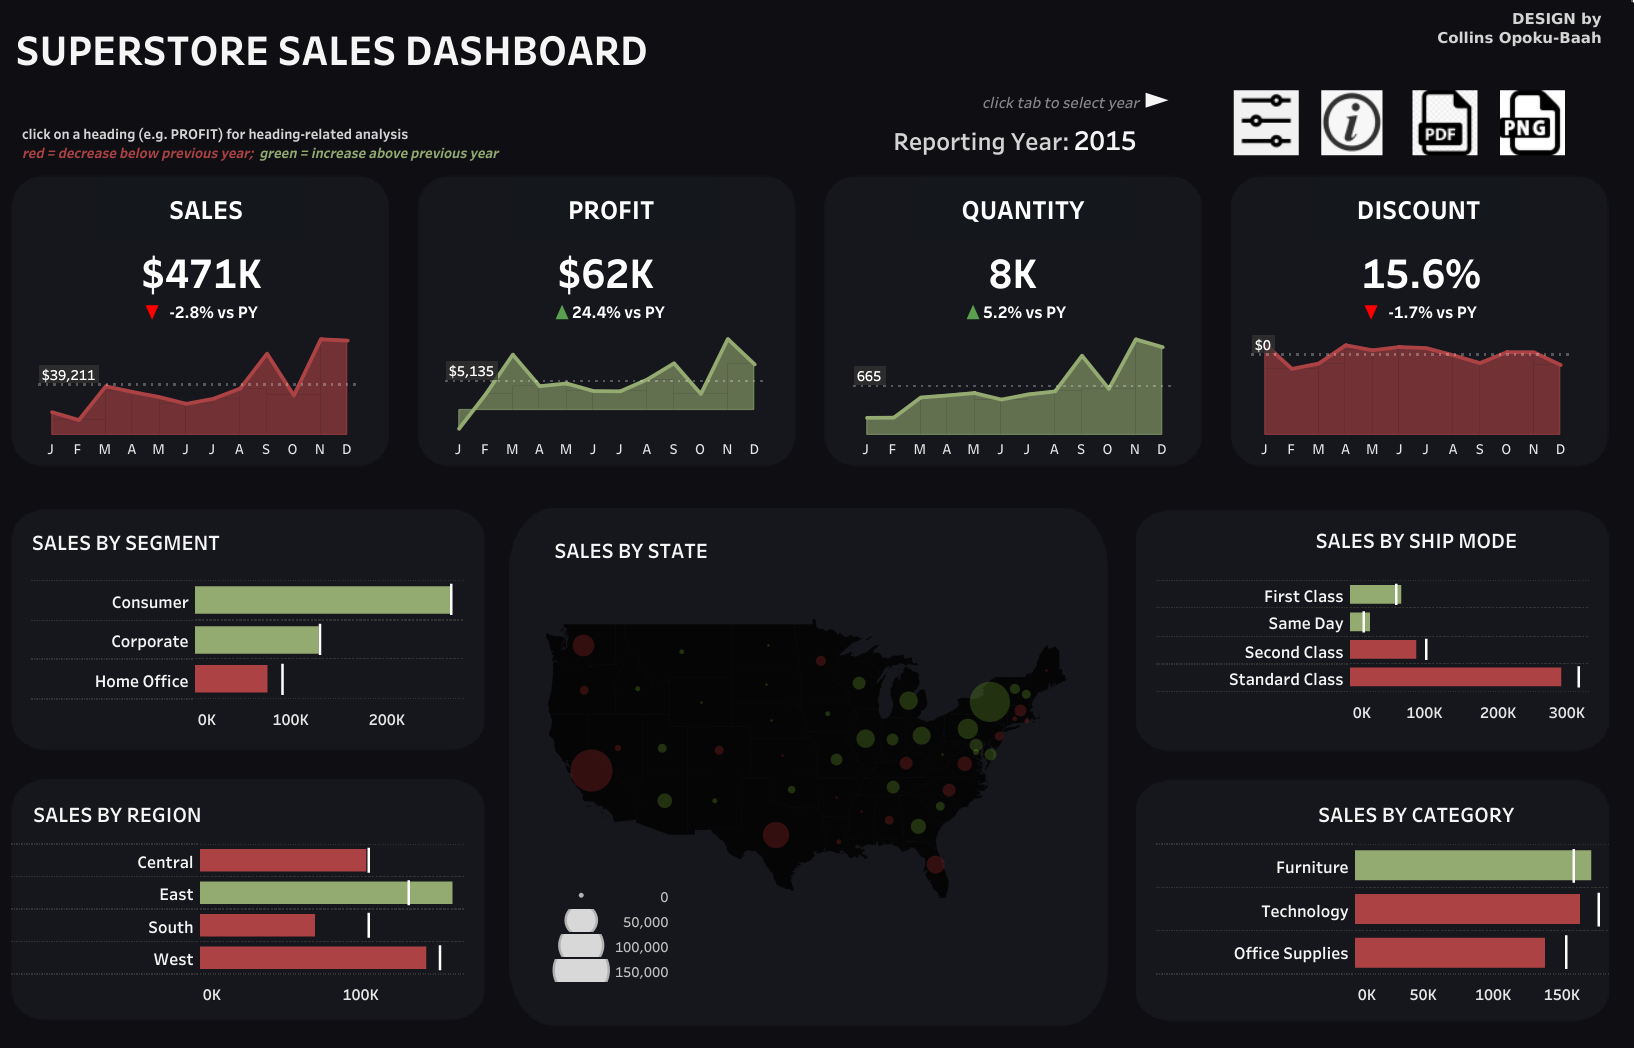 DESIGN by
Collins Opoku-Baah
SUPERSTORE SALES DASHBOARD
click tab to select year
Reporting Year: 2015
PDF
PNG
click on a heading (e.g. PROFIT) for heading-related analysis
red = decrease below previous year; green = increase above previous year
SALES
$471K
-2.8% vs PY
$39,211
J F M A M J J A S O N D
PROFIT
$62K
24.4% vs PY
$5,135
J F M A M J J A S O N D
QUANTITY
8K
5.2% vs PY
665
J F M A M J J A S O N D
DISCOUNT
15.6%
-1.7% vs PY
$0
J F M A M J J A S O N D
SALES BY SEGMENT
Consumer
Corporate
Home Office
0K 100K 200K
SALES BY REGION
Central
East
South
West
0K 100K
SALES BY STATE
0
50,000
100,000
150,000
SALES BY SHIP MODE
First Class
Same Day
Second Class
Standard Class
0K 100K 200K 300K
SALES BY CATEGORY
Furniture
Technology
Office Supplies
0K 50K 100K 150K